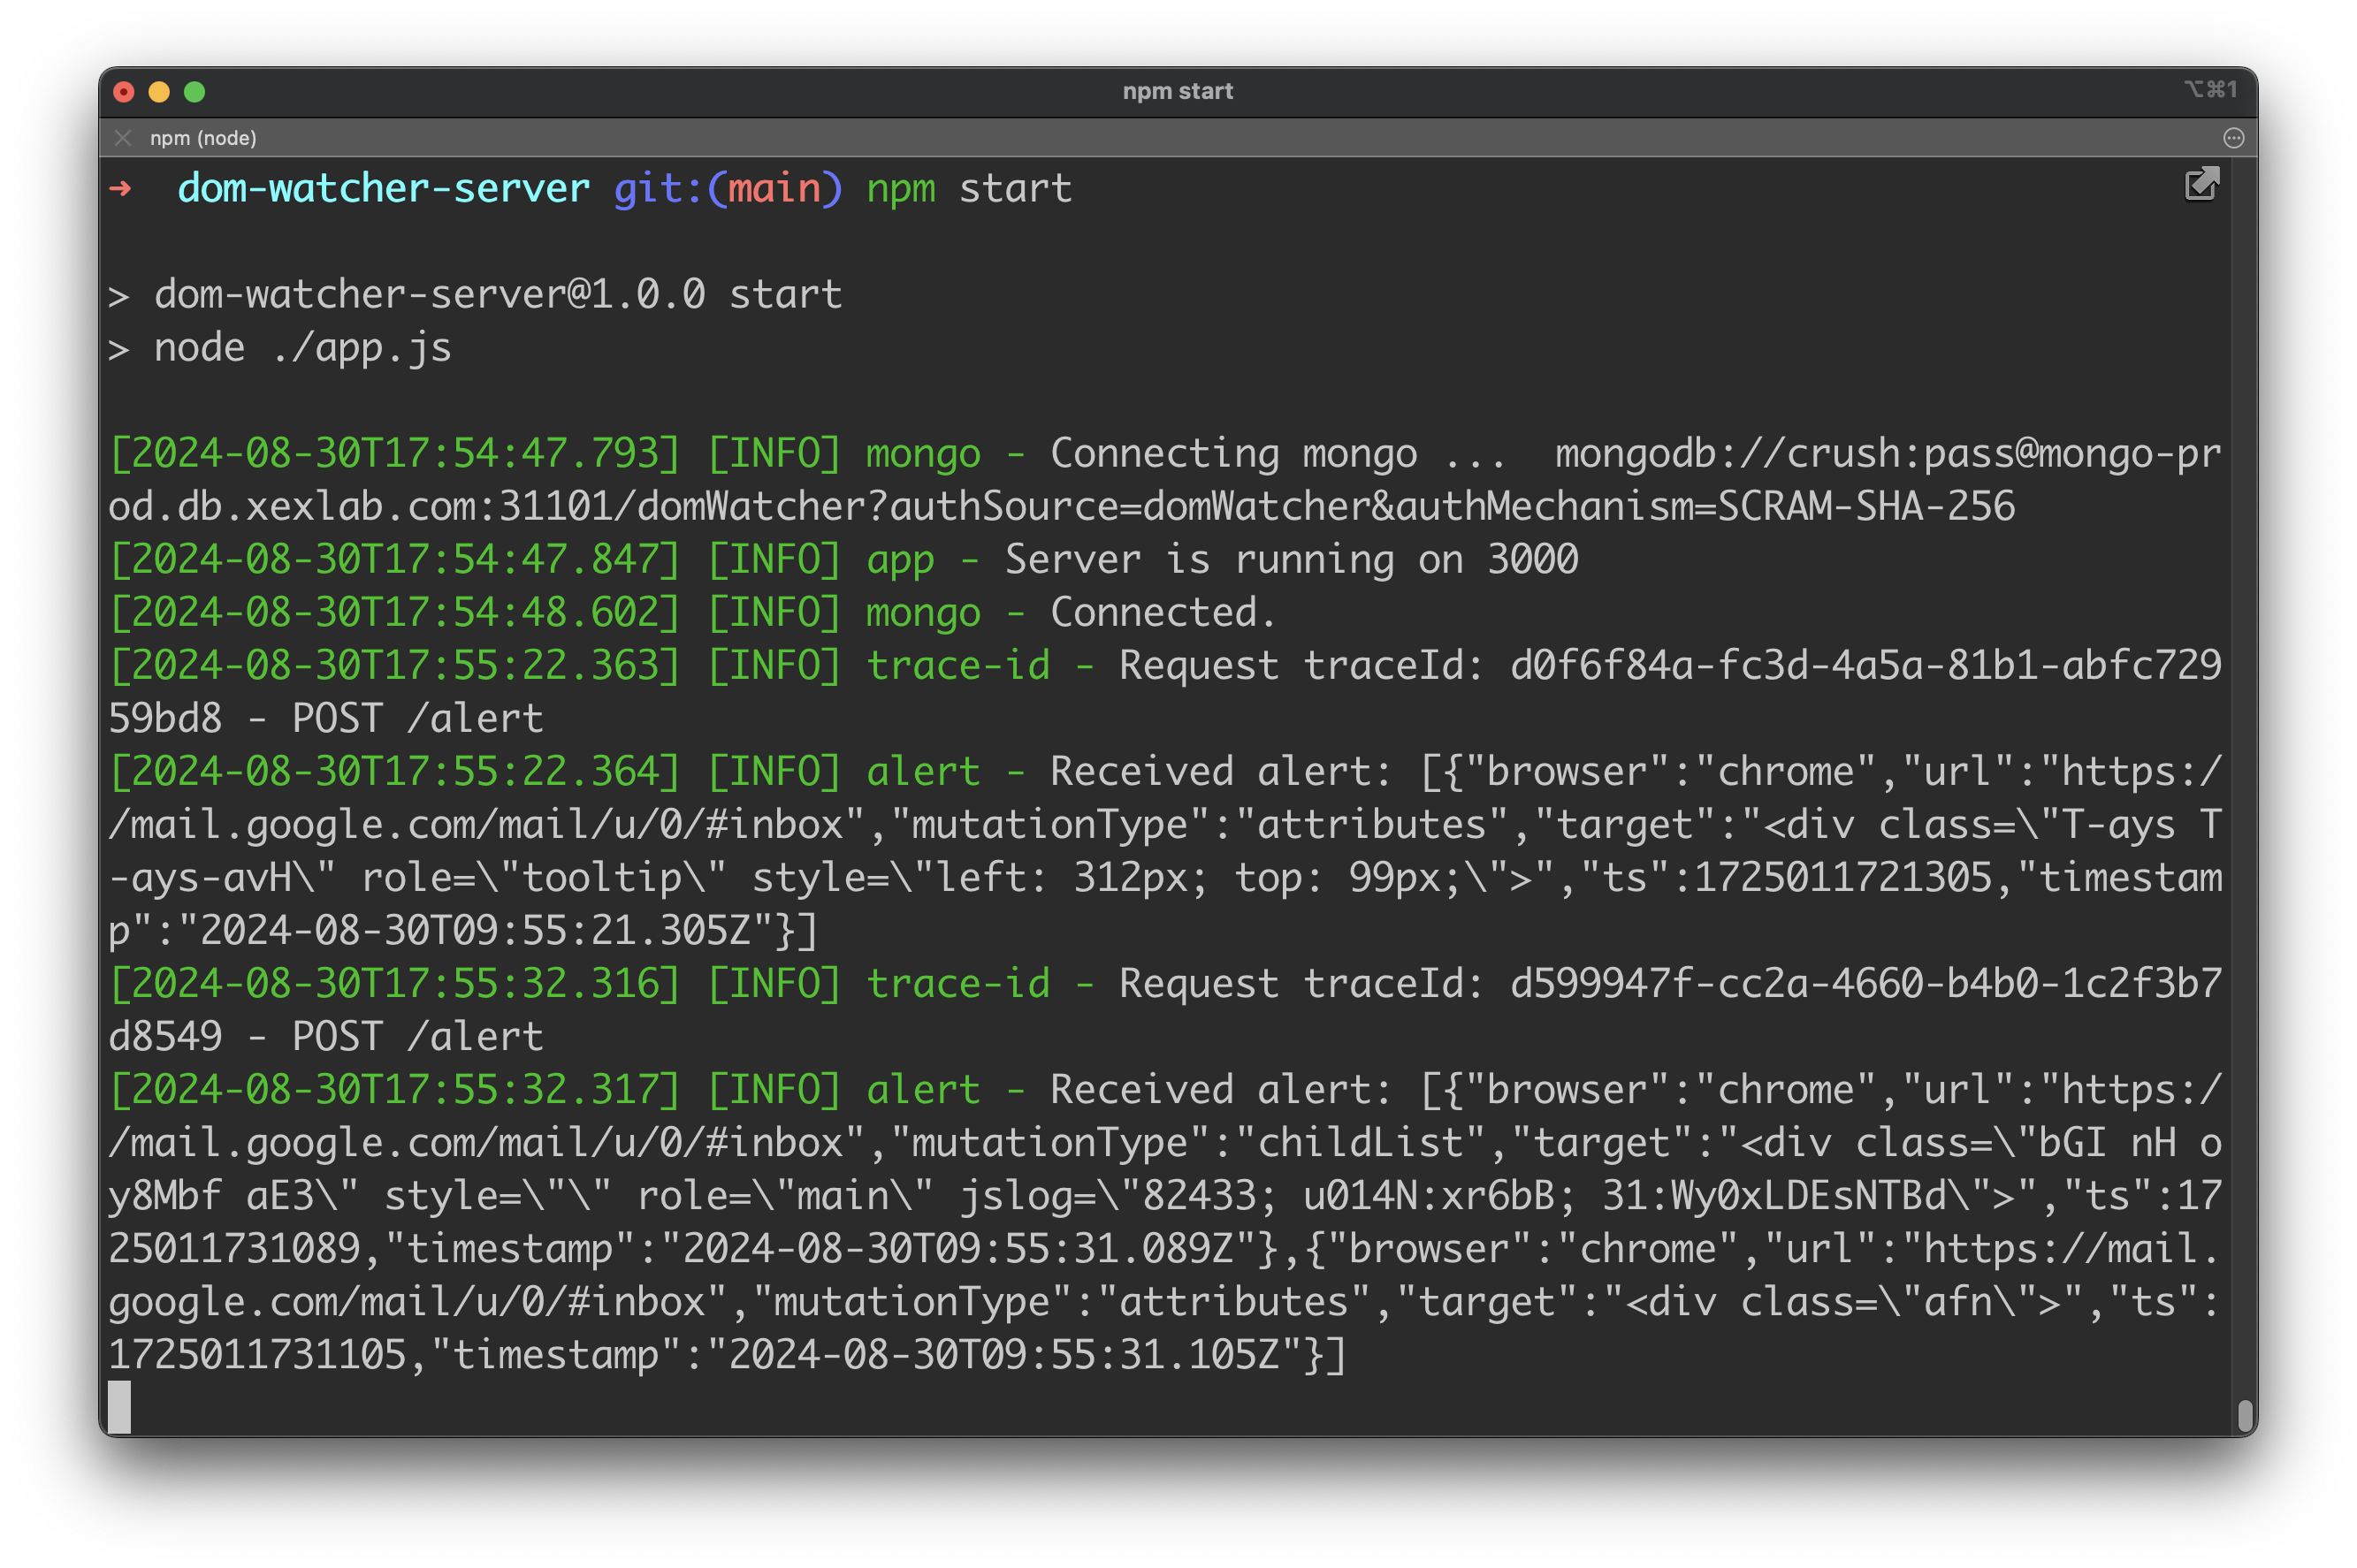 npm start
⌥⌘1
npm (node)
➜  dom-watcher-server git:(main) npm start
> dom-watcher-server@1.0.0 start
> node ./app.js
[2024-08-30T17:54:47.793] [INFO] mongo - Connecting mongo ...  mongodb://crush:pass@mongo-pr
od.db.xexlab.com:31101/domWatcher?authSource=domWatcher&authMechanism=SCRAM-SHA-256
[2024-08-30T17:54:47.847] [INFO] app - Server is running on 3000
[2024-08-30T17:54:48.602] [INFO] mongo - Connected.
[2024-08-30T17:55:22.363] [INFO] trace-id - Request traceId: d0f6f84a-fc3d-4a5a-81b1-abfc729
59bd8 - POST /alert
[2024-08-30T17:55:22.364] [INFO] alert - Received alert: [{"browser":"chrome","url":"https:/
/mail.google.com/mail/u/0/#inbox","mutationType":"attributes","target":"<div class=\"T-ays T
-ays-avH\" role=\"tooltip\" style=\"left: 312px; top: 99px;\">","ts":1725011721305,"timestam
p":"2024-08-30T09:55:21.305Z"}]
[2024-08-30T17:55:32.316] [INFO] trace-id - Request traceId: d599947f-cc2a-4660-b4b0-1c2f3b7
d8549 - POST /alert
[2024-08-30T17:55:32.317] [INFO] alert - Received alert: [{"browser":"chrome","url":"https:/
/mail.google.com/mail/u/0/#inbox","mutationType":"childList","target":"<div class=\"bGI nH o
y8Mbf aE3\" style=\"\" role=\"main\" jslog=\"82433; u014N:xr6bB; 31:Wy0xLDEsNTBd\">","ts":17
25011731089,"timestamp":"2024-08-30T09:55:31.089Z"},{"browser":"chrome","url":"https://mail.
google.com/mail/u/0/#inbox","mutationType":"attributes","target":"<div class=\"afn\">","ts":
1725011731105,"timestamp":"2024-08-30T09:55:31.105Z"}]